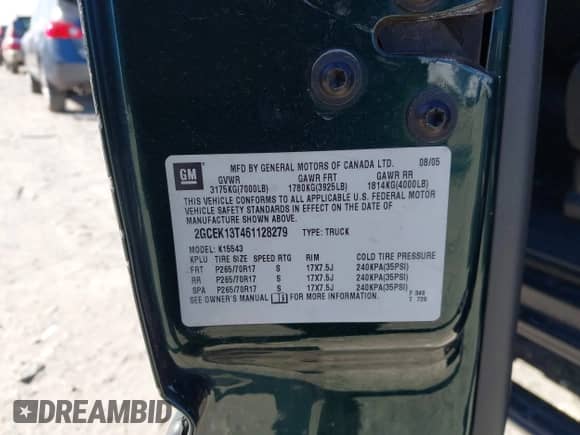 GM
MFD BY GENERAL MOTORS OF CANADA LTD. 08/05
GVWR GAWR FRT GAWR RR
3175KG(7000LB) 1780KG(3925LB) 1814KG(4000LB)
THIS VEHICLE CONFORMS TO ALL APPLICABLE U.S. FEDERAL MOTOR
VEHICLE SAFETY STANDARDS IN EFFECT ON THE DATE OF
MANUFACTURE SHOWN ABOVE.
2GCEK13T461128279 TYPE: TRUCK
MODEL: K15543
KPLU TIRE SIZE SPEED RTG RIM COLD TIRE PRESSURE
FRT P265/70R17 S 17X7.5J 240KPA(35PSI)
RR P265/70R17 S 17X7.5J 240KPA(35PSI)
SPA P265/70R17 S 17X7.5J 240KPA(35PSI)
SEE OWNER'S MANUAL FOR MORE INFORMATION.
F 349
T 709
DREAMBID